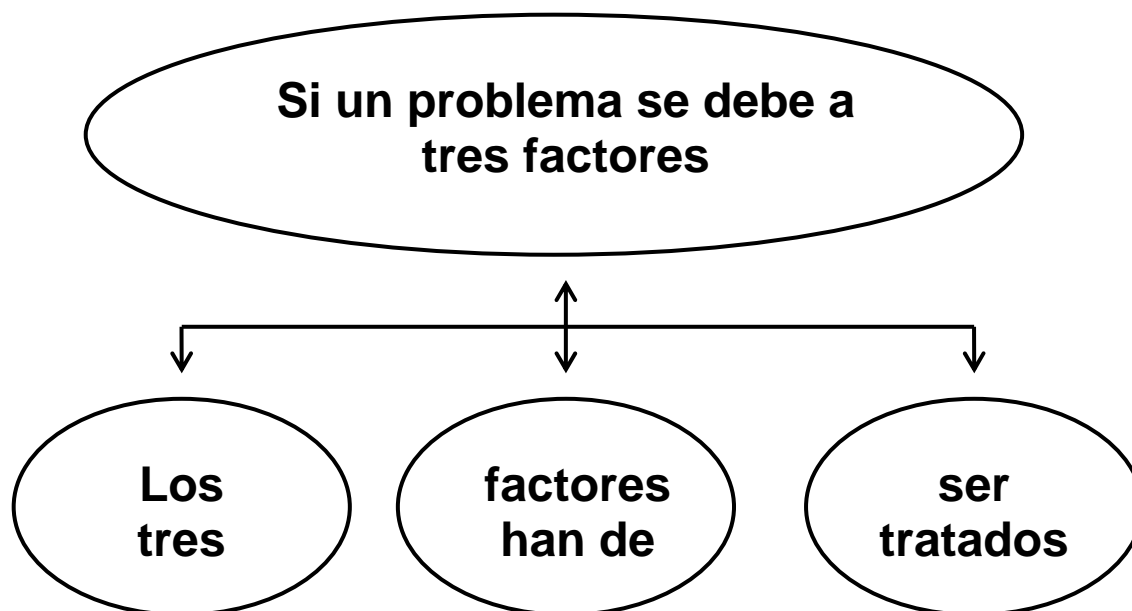 Si un problema se debe a
tres factores
Los
tres
factores
han de
ser
tratados